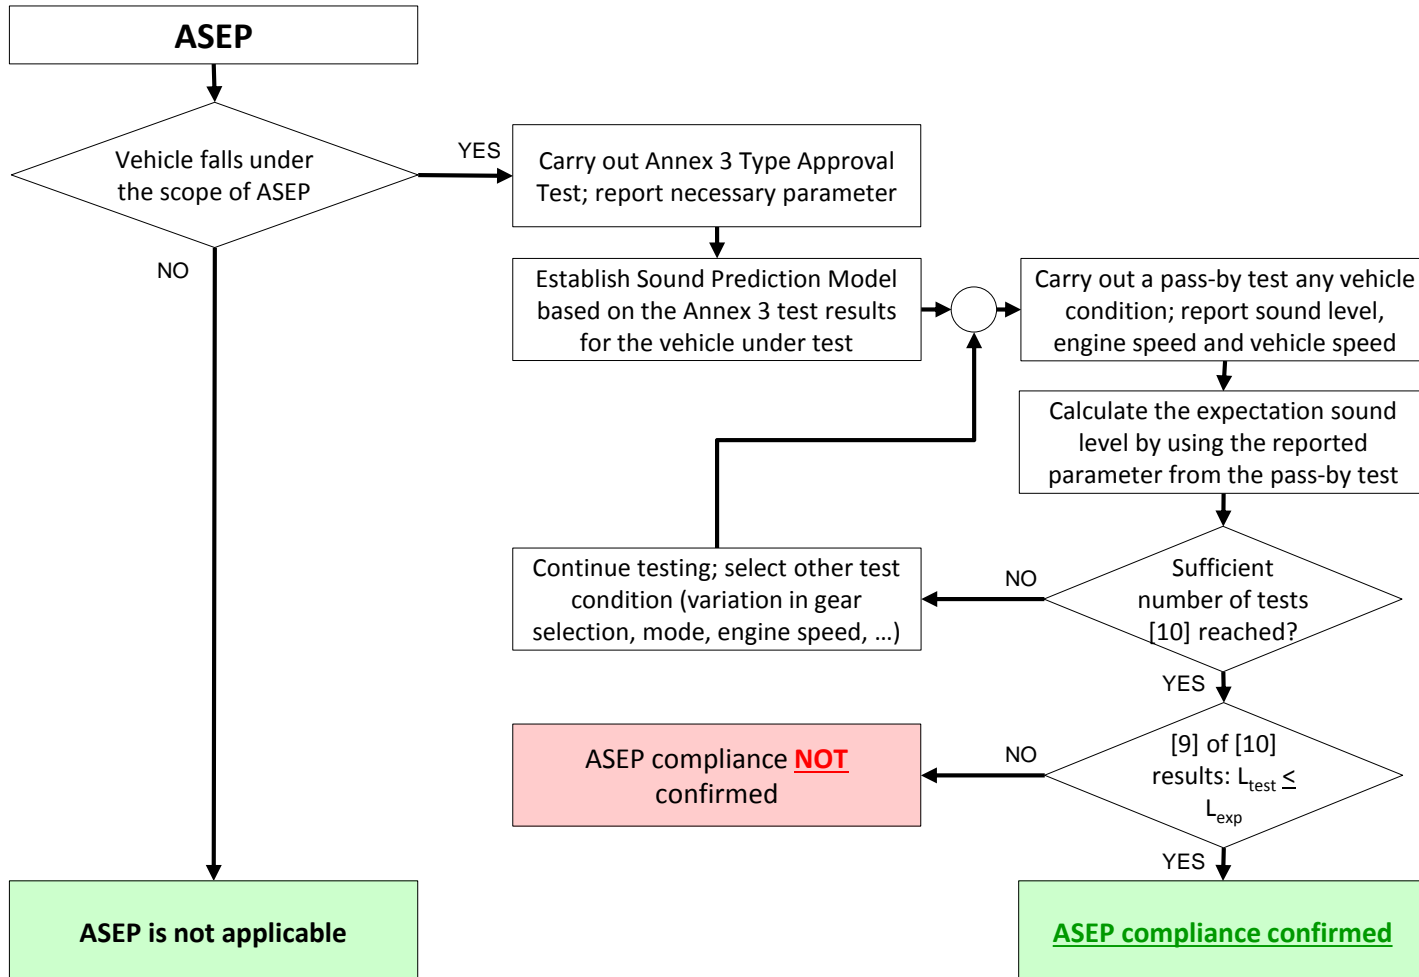 ASEP
Vehicle falls under
the scope of ASEP
YES
Carry out Annex 3 Type Approval
Test; report necessary parameter
NO
Establish Sound Prediction Model
based on the Annex 3 test results
for the vehicle under test
Carry out a pass-by test any vehicle
condition; report sound level,
engine speed and vehicle speed
Calculate the expectation sound
level by using the reported
parameter from the pass-by test
Sufficient
number of tests
[10] reached?
NO
Continue testing; select other test
condition (variation in gear
selection, mode, engine speed, ...)
YES
[9] of [10]
results: Ltest ≤
Lexp
NO
ASEP compliance NOT
confirmed
YES
ASEP is not applicable
ASEP compliance confirmed